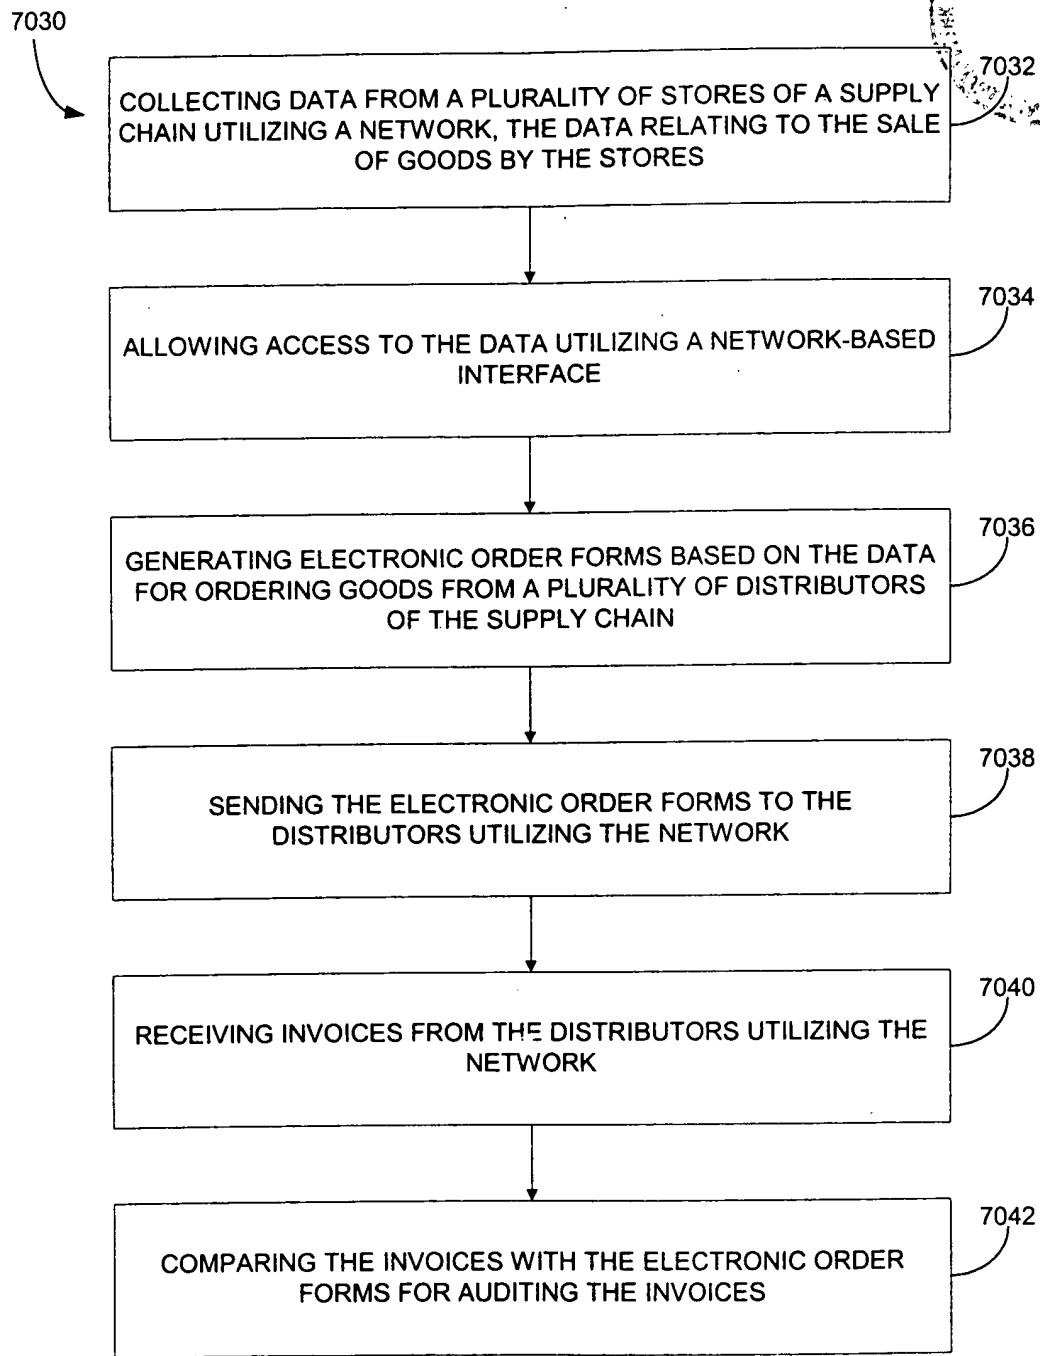 7030
7032
COLLECTING DATA FROM A PLURALITY OF STORES OF A SUPPLY
CHAIN UTILIZING A NETWORK, THE DATA RELATING TO THE SALE
OF GOODS BY THE STORES
7034
ALLOWING ACCESS TO THE DATA UTILIZING A NETWORK-BASED
INTERFACE
7036
GENERATING ELECTRONIC ORDER FORMS BASED ON THE DATA
FOR ORDERING GOODS FROM A PLURALITY OF DISTRIBUTORS
OF THE SUPPLY CHAIN
7038
SENDING THE ELECTRONIC ORDER FORMS TO THE
DISTRIBUTORS UTILIZING THE NETWORK
7040
RECEIVING INVOICES FROM THE DISTRIBUTORS UTILIZING THE
NETWORK
7042
COMPARING THE INVOICES WITH THE ELECTRONIC ORDER
FORMS FOR AUDITING THE INVOICES